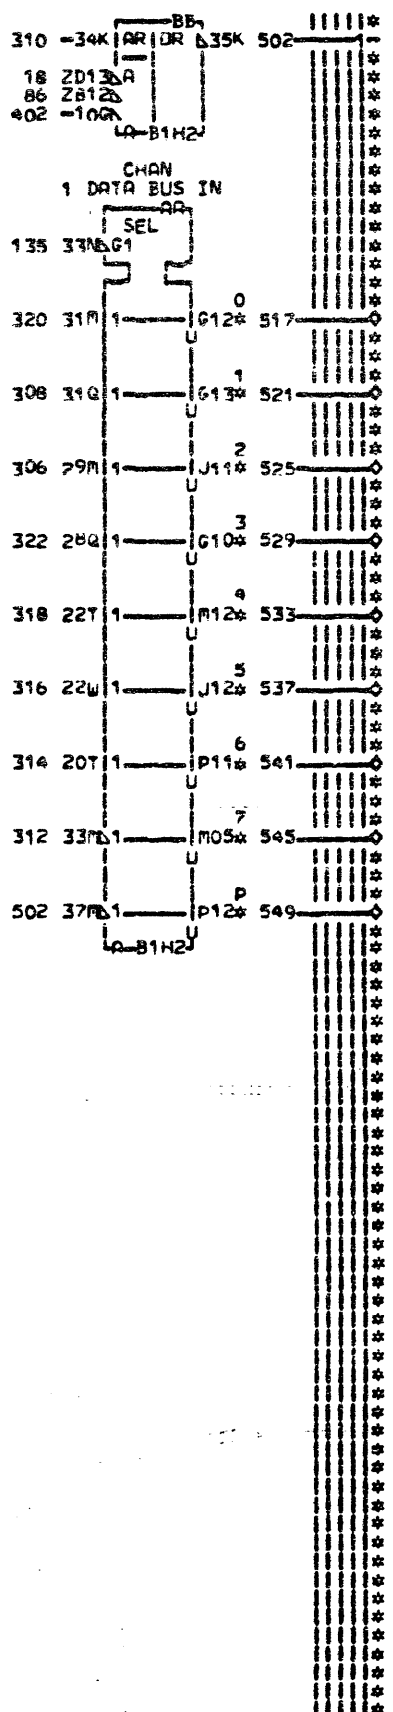 BB
310 -34K AR OR 35K 502
18 ZD13 A
86 ZB12
402 -10G
A-B1H2
CHAN
1 DATA BUS IN
AA
SEL
135 33N G1
0
320 31M 1 G12* 517
U
1
308 31Q 1 G13* 521
U
2
306 29M 1 J11* 525
U
3
322 28Q 1 G10* 529
U
4
318 22T 1 M12* 533
U
5
316 22W 1 J12* 537
U
6
314 20T 1 P11* 541
U
7
312 33M 1 M05* 545
U
P
502 37M 1 P12* 549
U
A-B1H2